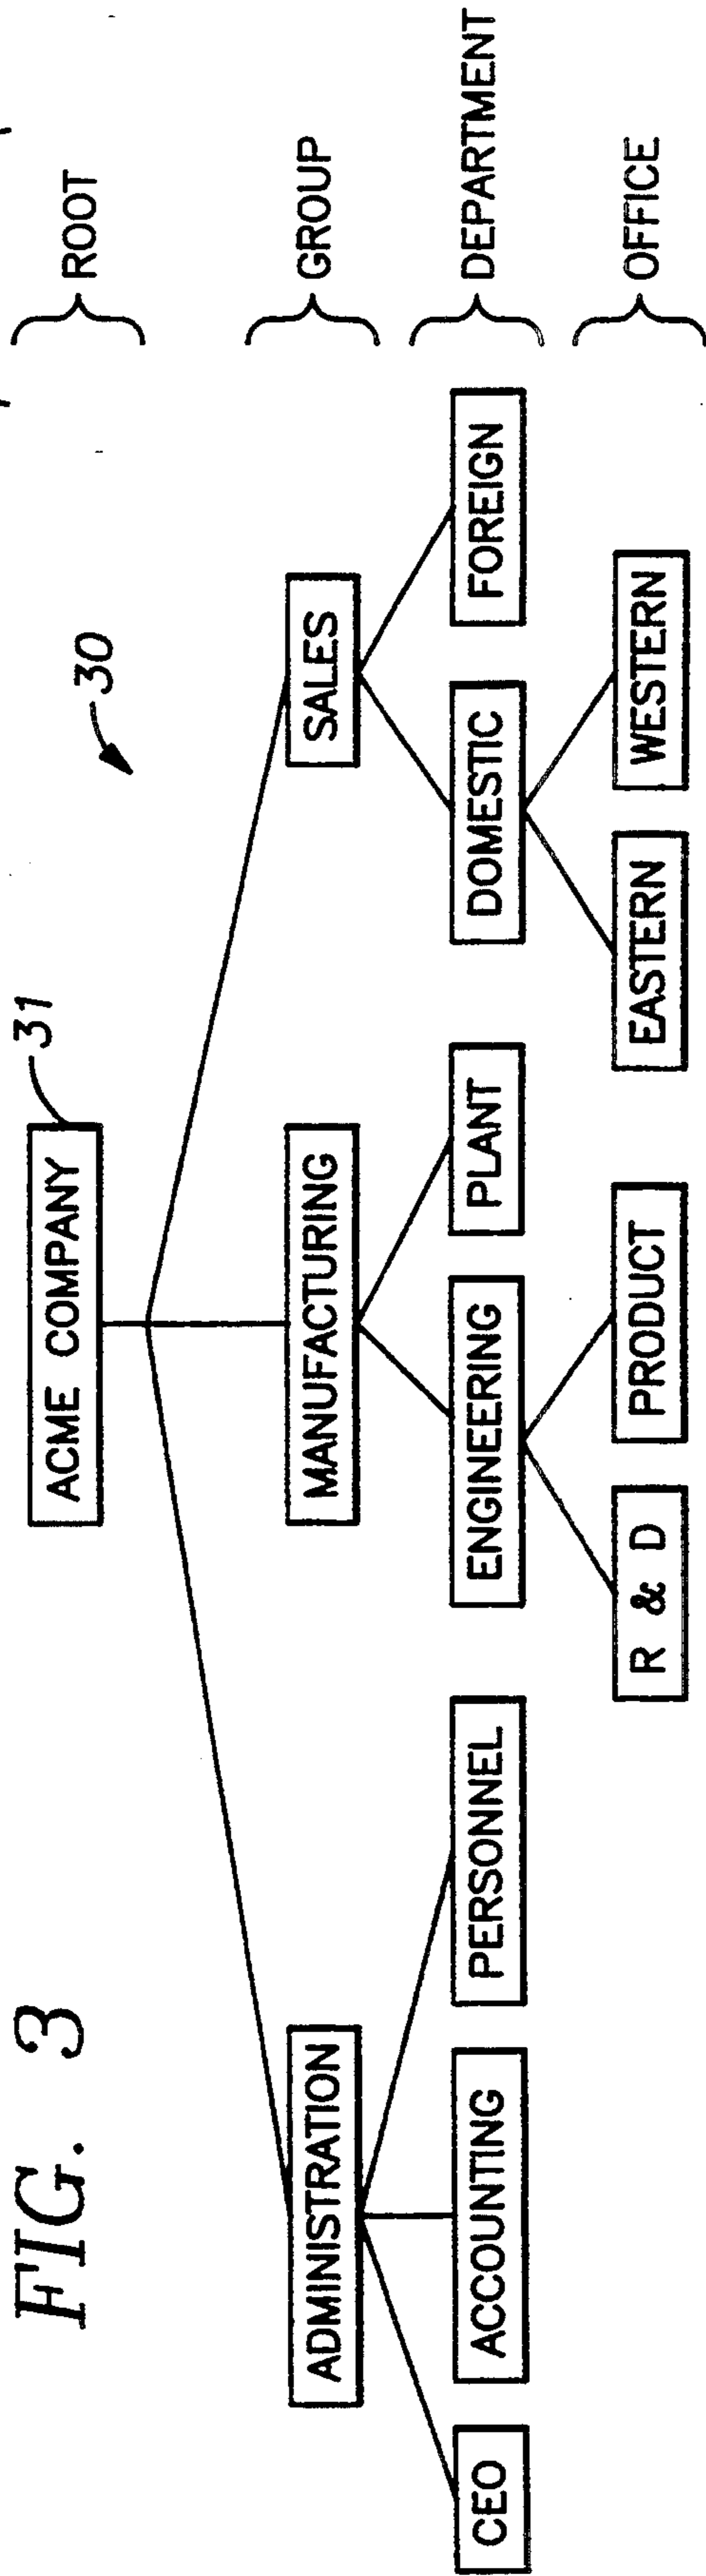 FIG. 3
30
ACME COMPANY
31
ROOT
ADMINISTRATION
MANUFACTURING
SALES
GROUP
CEO
ACCOUNTING
PERSONNEL
ENGINEERING
PLANT
DOMESTIC
FOREIGN
DEPARTMENT
R & D
PRODUCT
EASTERN
WESTERN
OFFICE